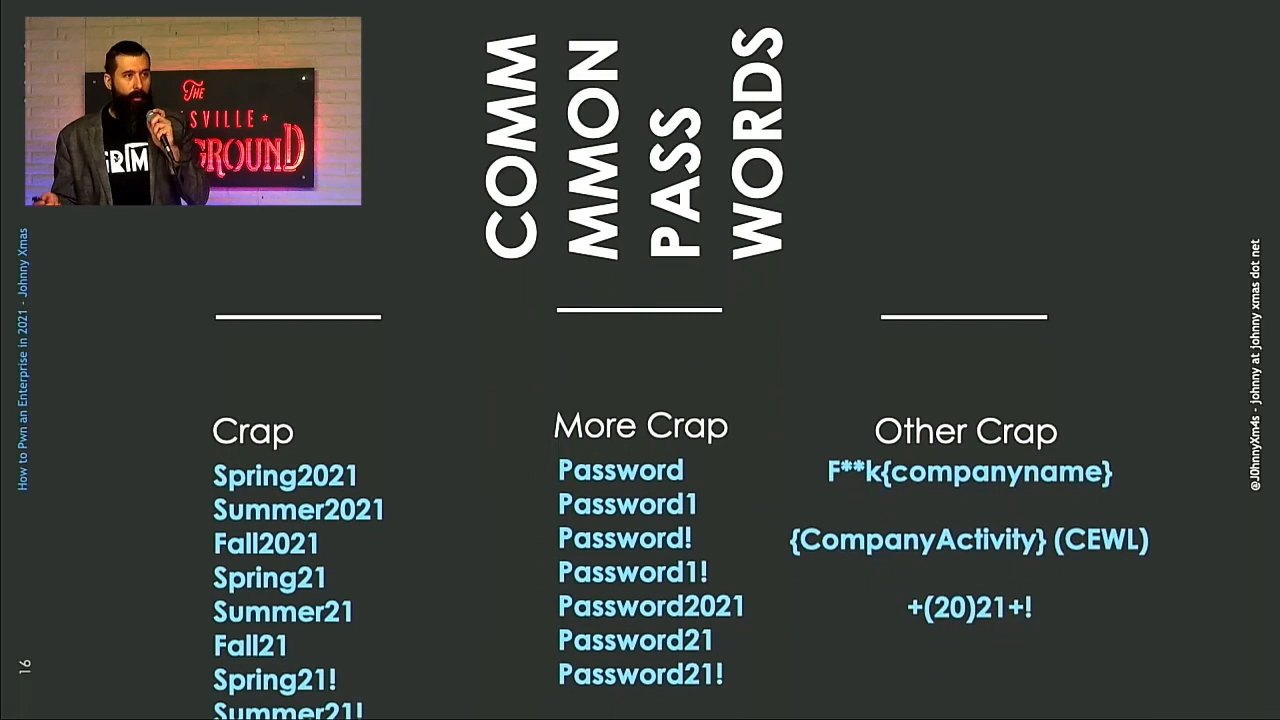 THE
SVILLE
GROUND
COMM
MMON
PASS
WORDS
How to Pwn an Enterprise in 2021 - Johnny Xmas
@J0hnnyXm4s - johnny at johnny xmas dot net
Crap
Spring2021
Summer2021
Fall2021
Spring21
Summer21
Fall21
Spring21!
Summer21!
More Crap
Password
Password1
Password!
Password1!
Password2021
Password21
Password21!
Other Crap
F**k{companyname}
{CompanyActivity} (CEWL)
+(20)21+!
16